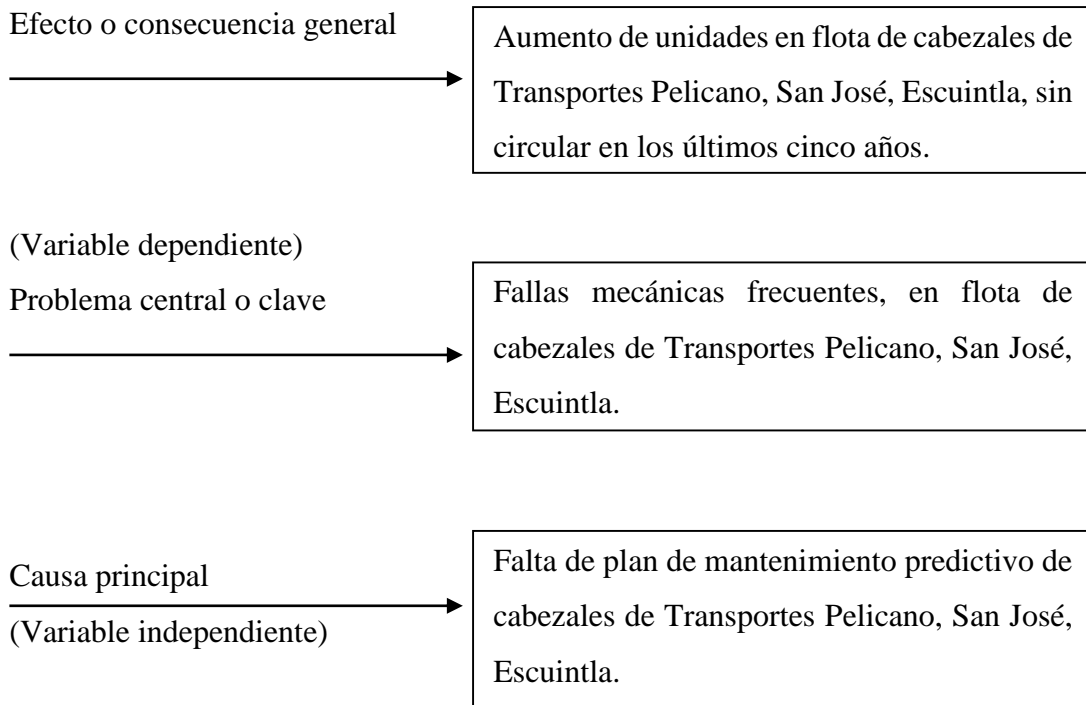 Efecto o consecuencia general
Aumento de unidades en flota de cabezales de
Transportes Pelicano, San José, Escuintla, sin
circular en los últimos cinco años.
(Variable dependiente)
Problema central o clave
Fallas mecánicas frecuentes, en flota de
cabezales de Transportes Pelicano, San José,
Escuintla.
Causa principal
(Variable independiente)
Falta de plan de mantenimiento predictivo de
cabezales de Transportes Pelicano, San José,
Escuintla.